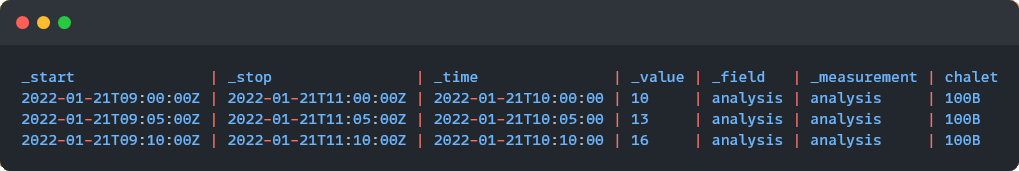 _start | _stop | _time | _value | _field | _measurement | chalet
2022-01-21T09:00:00Z | 2022-01-21T11:00:00Z | 2022-01-21T10:00:00 | 10 | analysis | analysis | 100B
2022-01-21T09:05:00Z | 2022-01-21T11:05:00Z | 2022-01-21T10:05:00 | 13 | analysis | analysis | 100B
2022-01-21T09:10:00Z | 2022-01-21T11:10:00Z | 2022-01-21T10:10:00 | 16 | analysis | analysis | 100B